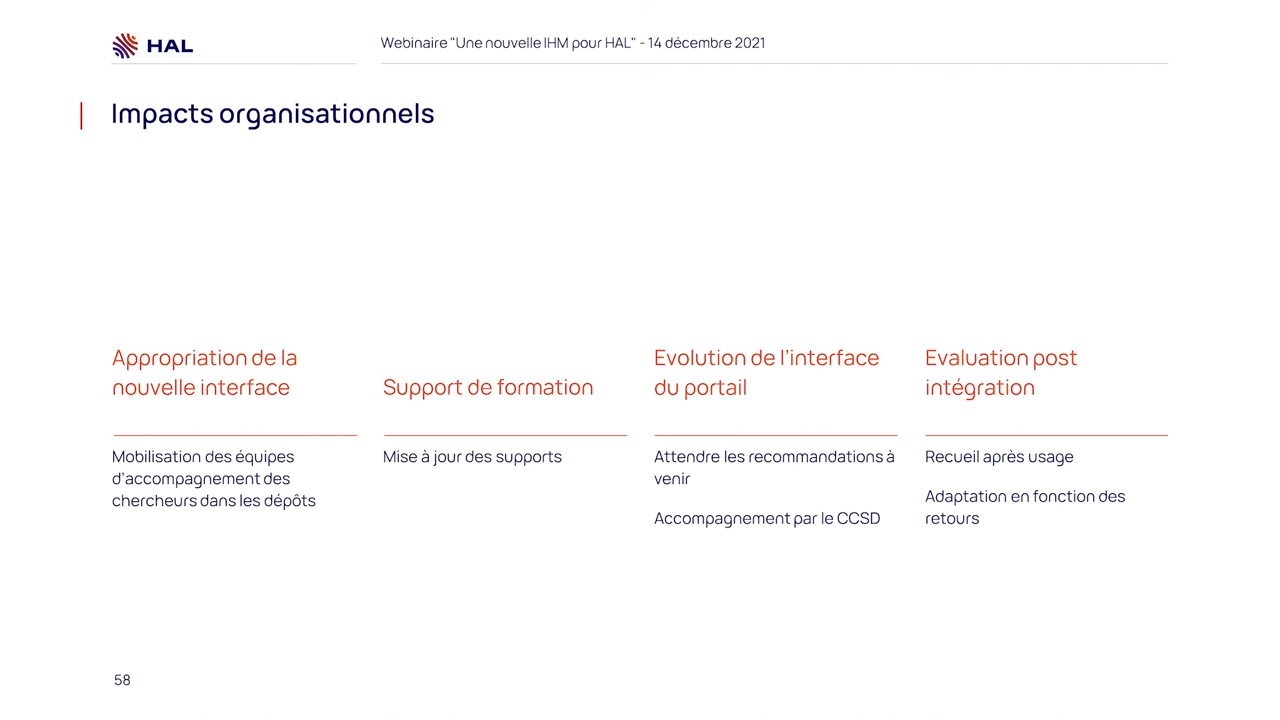 HAL
Webinaire "Une nouvelle IHM pour HAL" - 14 décembre 2021
Impacts organisationnels
Appropriation de la
nouvelle interface
Mobilisation des équipes
d'accompagnement des
chercheurs dans les dépôts
Support de formation
Mise à jour des supports
Evolution de l'interface
du portail
Attendre les recommandations à
venir
Accompagnement par le CCSD
Evaluation post
intégration
Recueil après usage
Adaptation en fonction des
retours
58